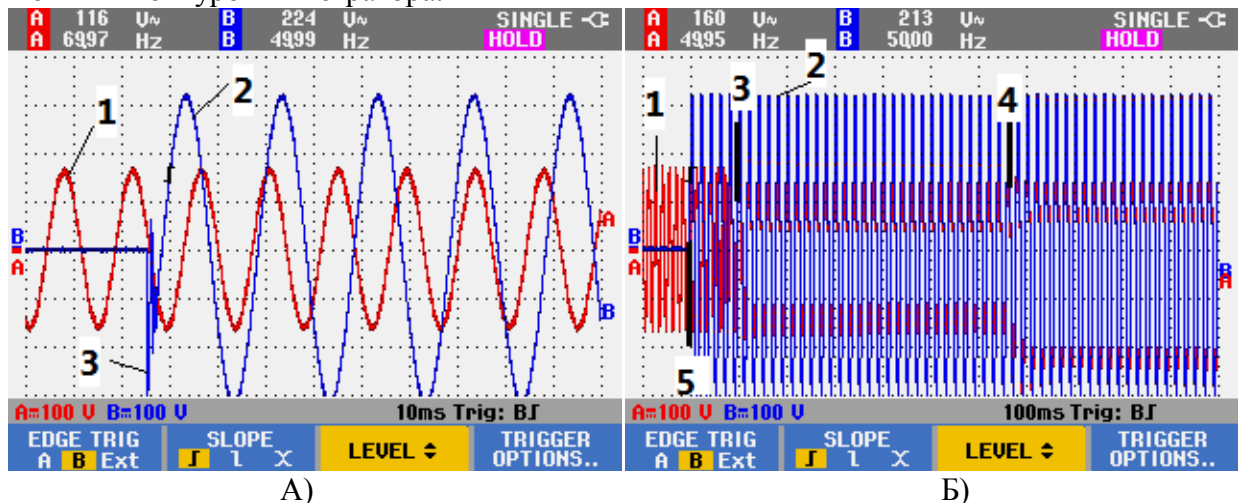 A 116 V~ B 224 V~ SINGLE
A 69,97 Hz B 49,99 Hz HOLD
1
2
3
B
A
A
B
A=100 V B=100 V 10ms Trig: B
EDGE TRIG SLOPE LEVEL TRIGGER
A B Ext X OPTIONS..
A 160 V~ B 213 V~ SINGLE
A 49,95 Hz B 50,00 Hz HOLD
2
3
1
4
5
B
A
B
A
A=100 V B=100 V 100ms Trig: B
EDGE TRIG SLOPE LEVEL TRIGGER
A B Ext X OPTIONS..
А) Б)